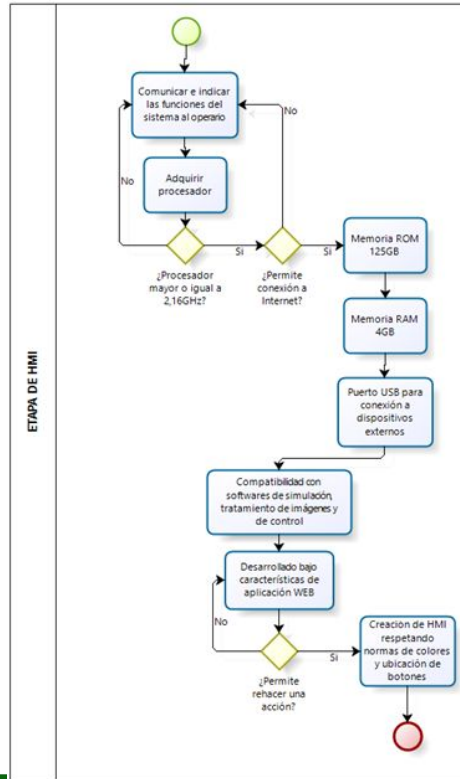 ETAPA DE HMI
Comunicar e indicar
las funciones del
sistema al operario
No
No
Adquirir
procesador
Si
Si
¿Procesador
mayor o igual a
2,16GHz?
¿Permite
conexión a
Internet?
Memoria ROM
125GB
Memoria RAM
4GB
Puerto USB para
conexión a
dispositivos
externos
Compatibilidad con
softwares de simulación,
tratamiento de imágenes y
de control
Desarrollado bajo
características de
aplicación WEB
No
Si
¿Permite
rehacer una
acción?
Creación de HMI
respetando
normas de colores
y ubicación de
botones